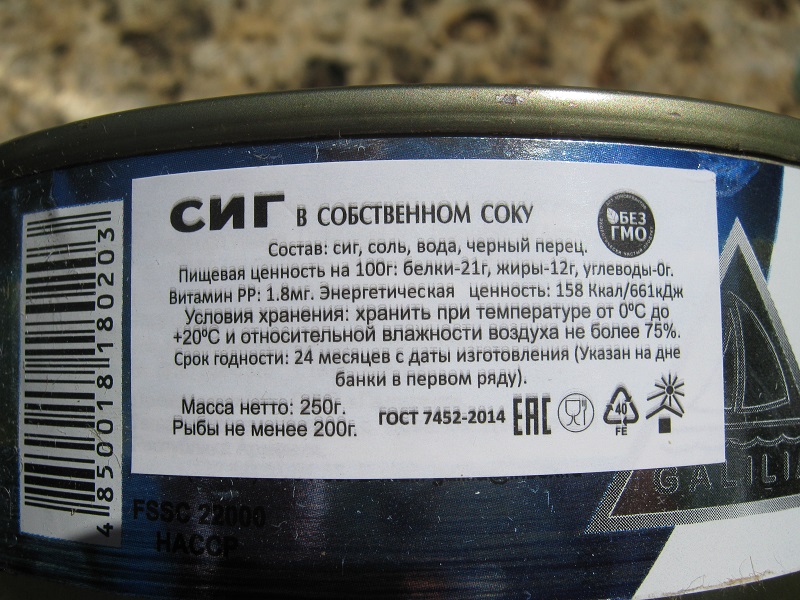 СИГ В СОБСТВЕННОМ СОКУ
БЕЗ
ГМО
Состав: сиг, соль, вода, черный перец.
Пищевая ценность на 100г: белки-21г, жиры-12г, углеводы-0г.
Витамин РР: 1.8мг. Энергетическая ценность: 158 Ккал/661кДж
Условия хранения: хранить при температуре от 0ºС до
+20ºС и относительной влажности воздуха не более 75%.
Срок годности: 24 месяцев с даты изготовления (Указан на дне
банки в первом ряду).
Масса нетто: 250г.
Рыбы не менее 200г.
ГОСТ 7452-2014
ЕАС
40
FE
4 850018 180203
FSSC 22000
HACCP